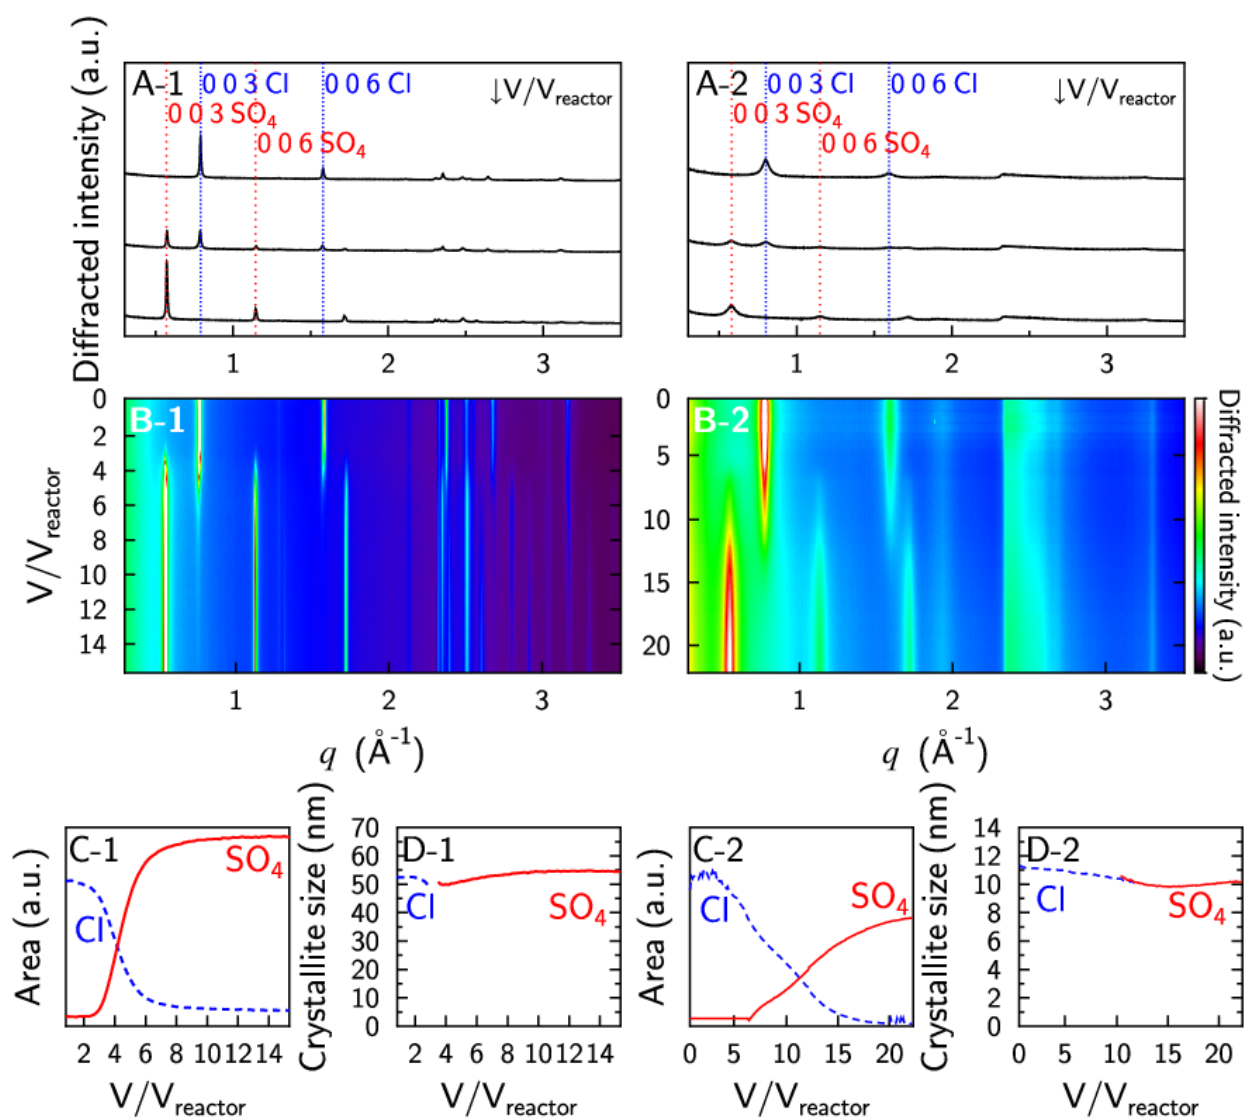 Diffracted intensity (a.u.)
A-1
0 0 3 Cl
0 0 6 Cl
↓V/Vreactor
0 0 3 SO4
0 0 6 SO4
1 2 3
A-2
0 0 3 Cl
0 0 6 Cl
↓V/Vreactor
0 0 3 SO4
0 0 6 SO4
1 2 3
V/Vreactor
B-1
0
2
4
6
8
10
12
14
1 2 3
q (Å-1)
B-2
0
5
10
15
20
1 2 3
q (Å-1)
Diffracted intensity (a.u.)
Area (a.u.)
C-1
SO4
Cl
2 4 6 8 10 12 14
V/Vreactor
Crystallite size (nm)
70
60
50
40
30
20
10
0
D-1
Cl
SO4
2 4 6 8 10 12 14
V/Vreactor
Area (a.u.)
C-2
Cl
SO4
0 5 10 15 20
V/Vreactor
Crystallite size (nm)
14
12
10
8
6
4
2
0
D-2
Cl
SO4
0 5 10 15 20
V/Vreactor